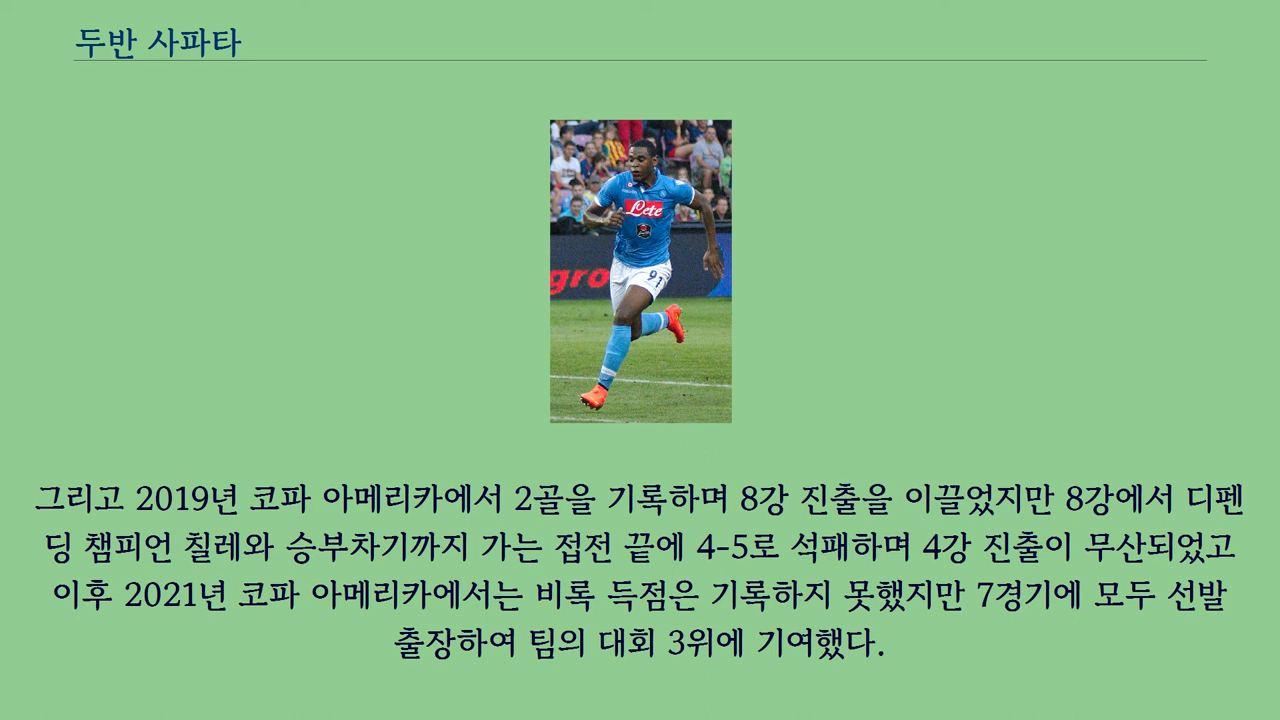 두반 사파타
Lete
91
gro
그리고 2019년 코파 아메리카에서 2골을 기록하며 8강 진출을 이끌었지만 8강에서 디펜
딩 챔피언 칠레와 승부차기까지 가는 접전 끝에 4-5로 석패하며 4강 진출이 무산되었고
이후 2021년 코파 아메리카에서는 비록 득점은 기록하지 못했지만 7경기에 모두 선발
출장하여 팀의 대회 3위에 기여했다.